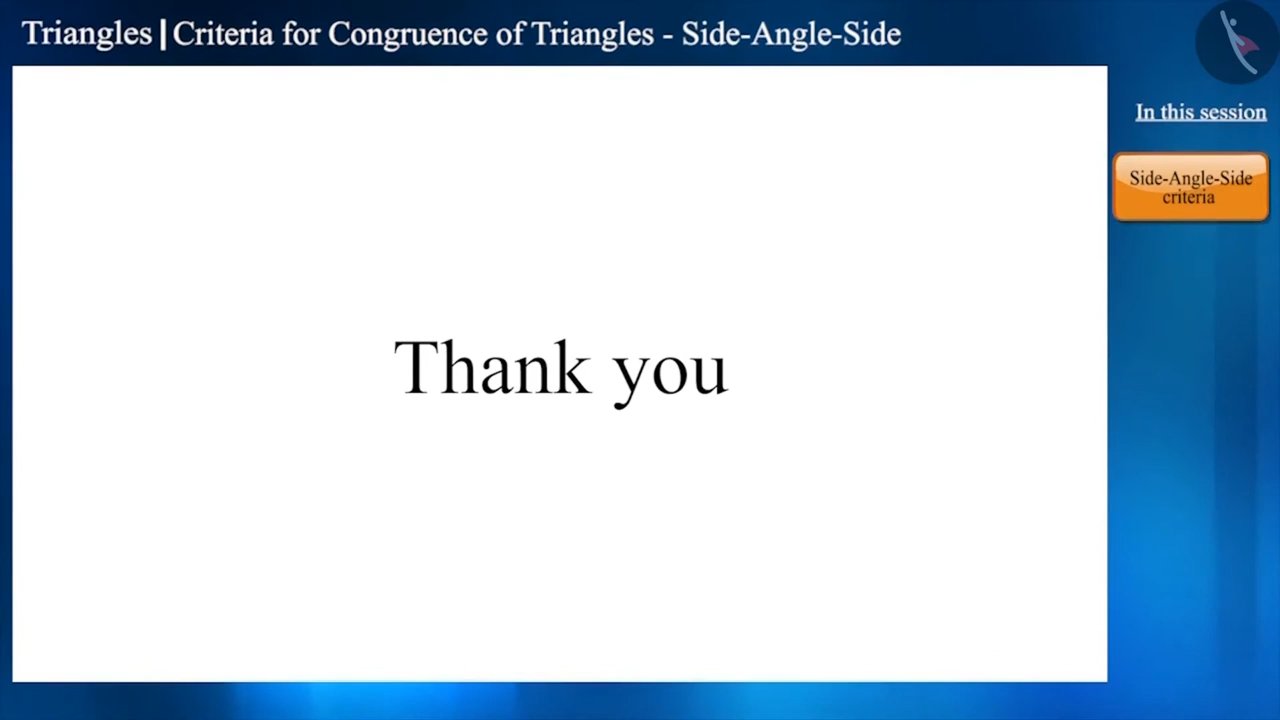 Triangles | Criteria for Congruence of Triangles - Side-Angle-Side
In this session
Side-Angle-Side
criteria
Thank you